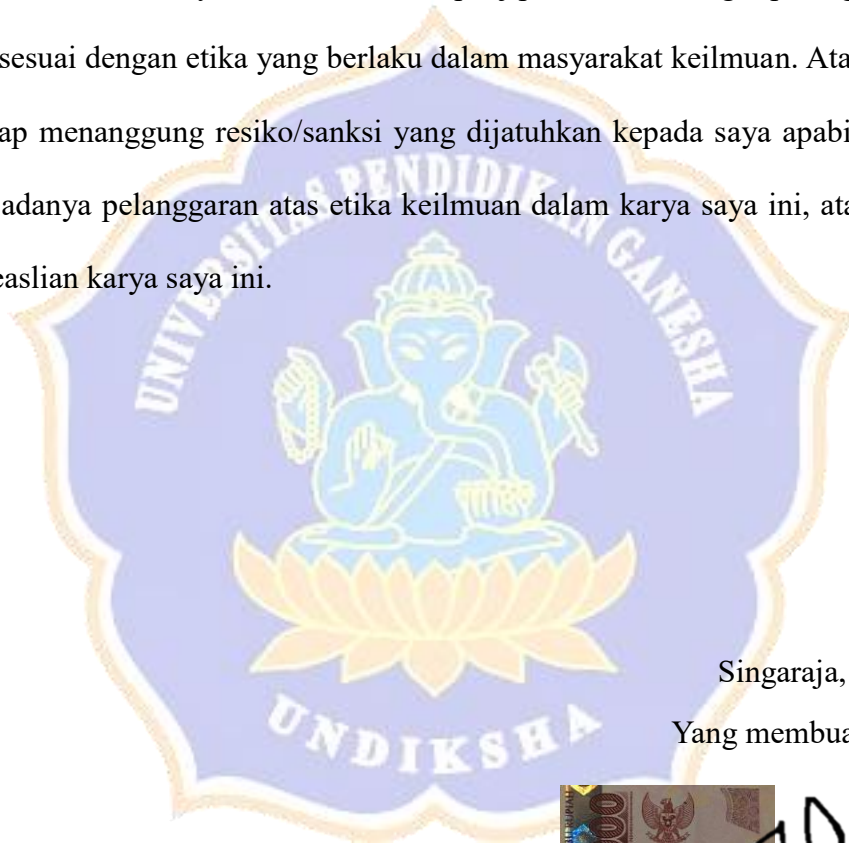 sesuai dengan etika yang berlaku dalam masyarakat keilmuan. Ata
ap menanggung resiko/sanksi yang dijatuhkan kepada saya apabi
adanya pelanggaran atas etika keilmuan dalam karya saya ini, ata
easlian karya saya ini.
UNIVERSITAS PENDIDIKAN GANESHA
UNDIKSHA
Singaraja,
Yang membua